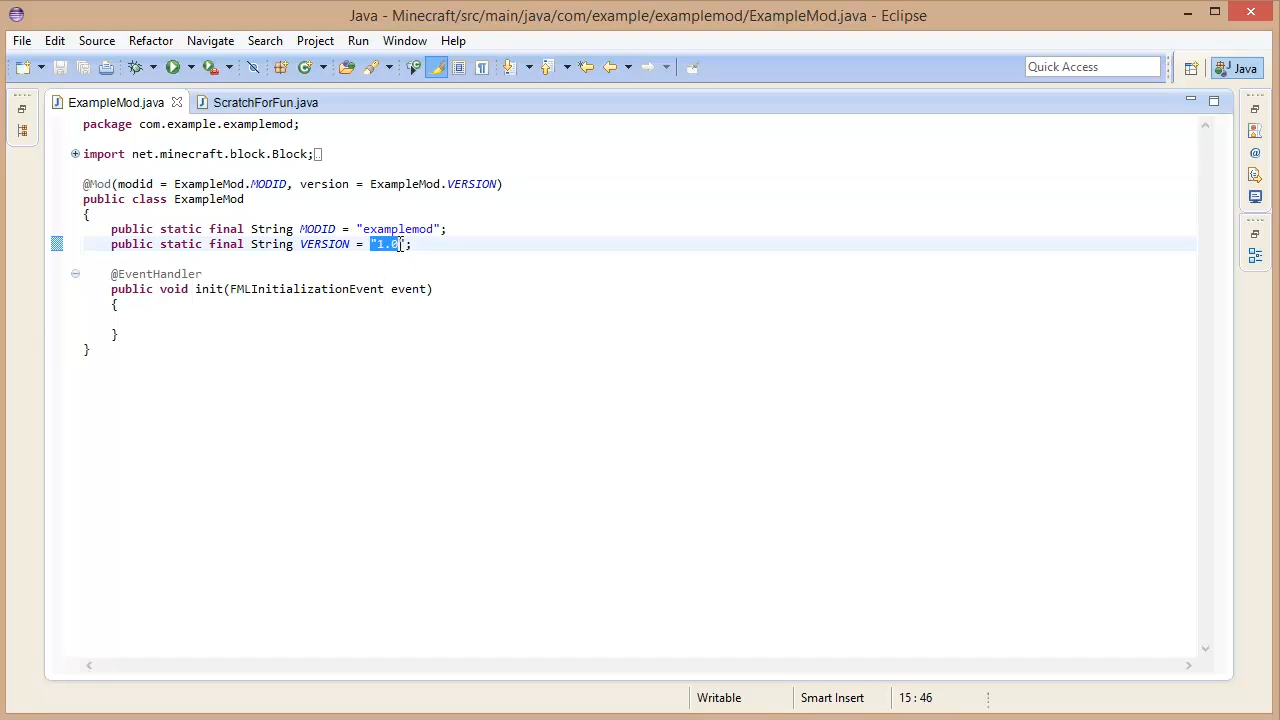 Java - Minecraft/src/main/java/com/example/examplemod/ExampleMod.java - Eclipse
File Edit Source Refactor Navigate Search Project Run Window Help
Quick Access
Java
ExampleMod.java
ScratchForFun.java
package com.example.examplemod;
import net.minecraft.block.Block;
@Mod(modid = ExampleMod.MODID, version = ExampleMod.VERSION)
public class ExampleMod
{
public static final String MODID = "examplemod";
public static final String VERSION = "1.0";
@EventHandler
public void init(FMLInitializationEvent event)
{
}
}
Writable
Smart Insert
15 : 46